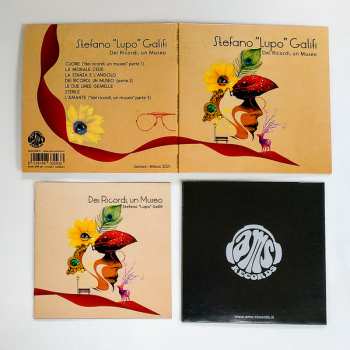 Stefano "Lupo" Galifi
Dei Ricordi, un Museo
CUORE ("dei ricordi, un museo" parte 1)
LE MORALE CEDE
LA STANZA E L'ANGOLO
DEI RICORDI, UN MUSEO (parte 2)
LE DUE LIRE GEMELLE
STERILE
L'AMANTE ("dei ricordi, un museo" parte 3)
Stefano "Lupo" Galifi
Dei Ricordi, un Museo
Dei Ricordi, un Museo
Stefano "Lupo" Galifi
ams
RECORDS
www.ams-records.it